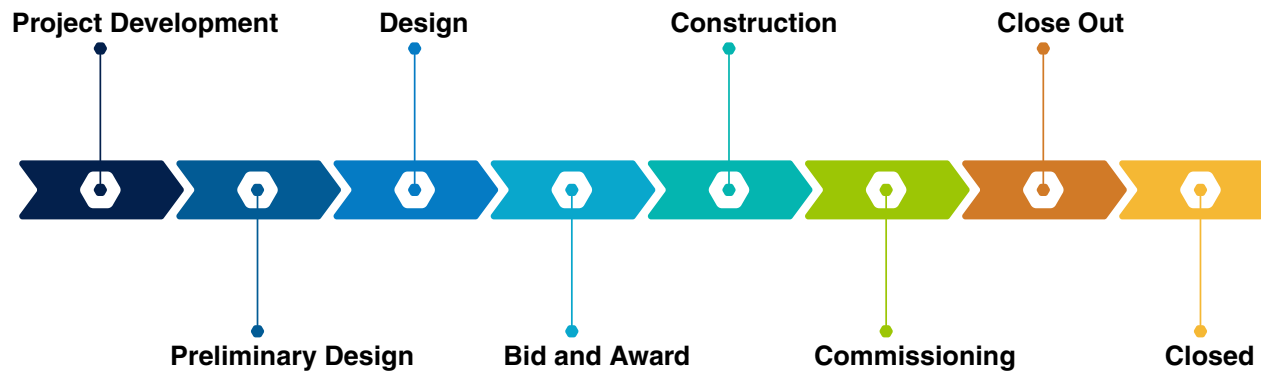 Project Development
Design
Construction
Close Out
Preliminary Design
Bid and Award
Commissioning
Closed